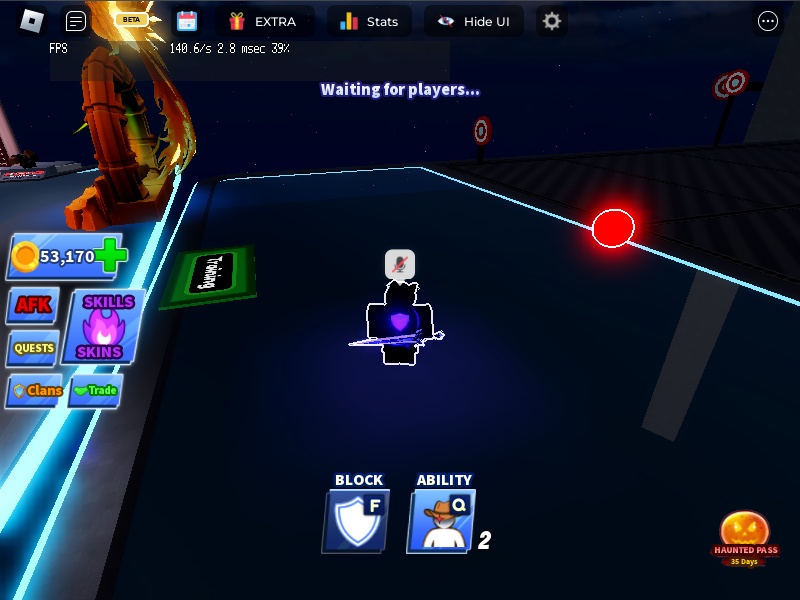 BETA
EXTRA
Stats
Hide UI
FPS 140.6/s 2.8 msec 39%
Waiting for players...
53,170
Training
AFK
SKILLS
SKINS
QUESTS
Clans
Trade
BLOCK
F
ABILITY
Q
2
HAUNTED PASS
35 Days